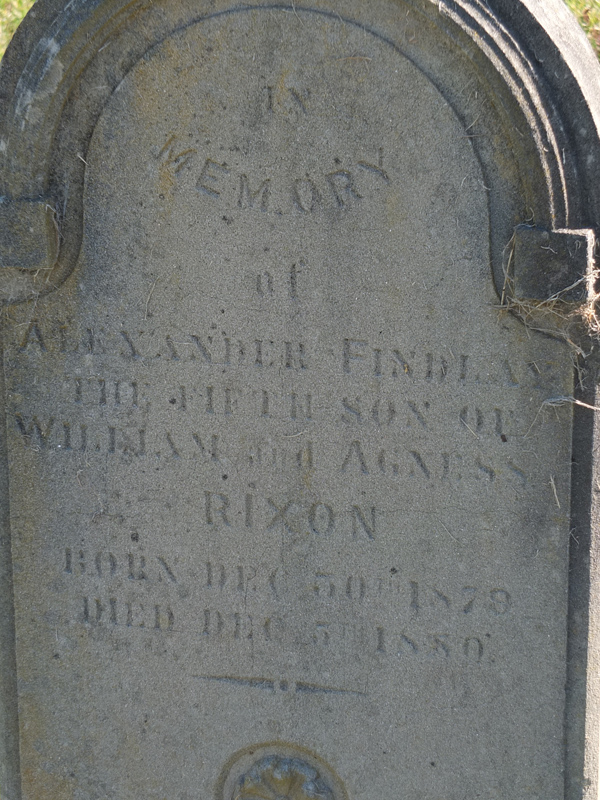 IN
MEMORY
of
ALEXANDER FINDLAY
THE FIFTH SON OF
WILLIAM and AGNESS
RIXON
BORN DEC 30TH 1879
DIED DEC 5TH 1880.